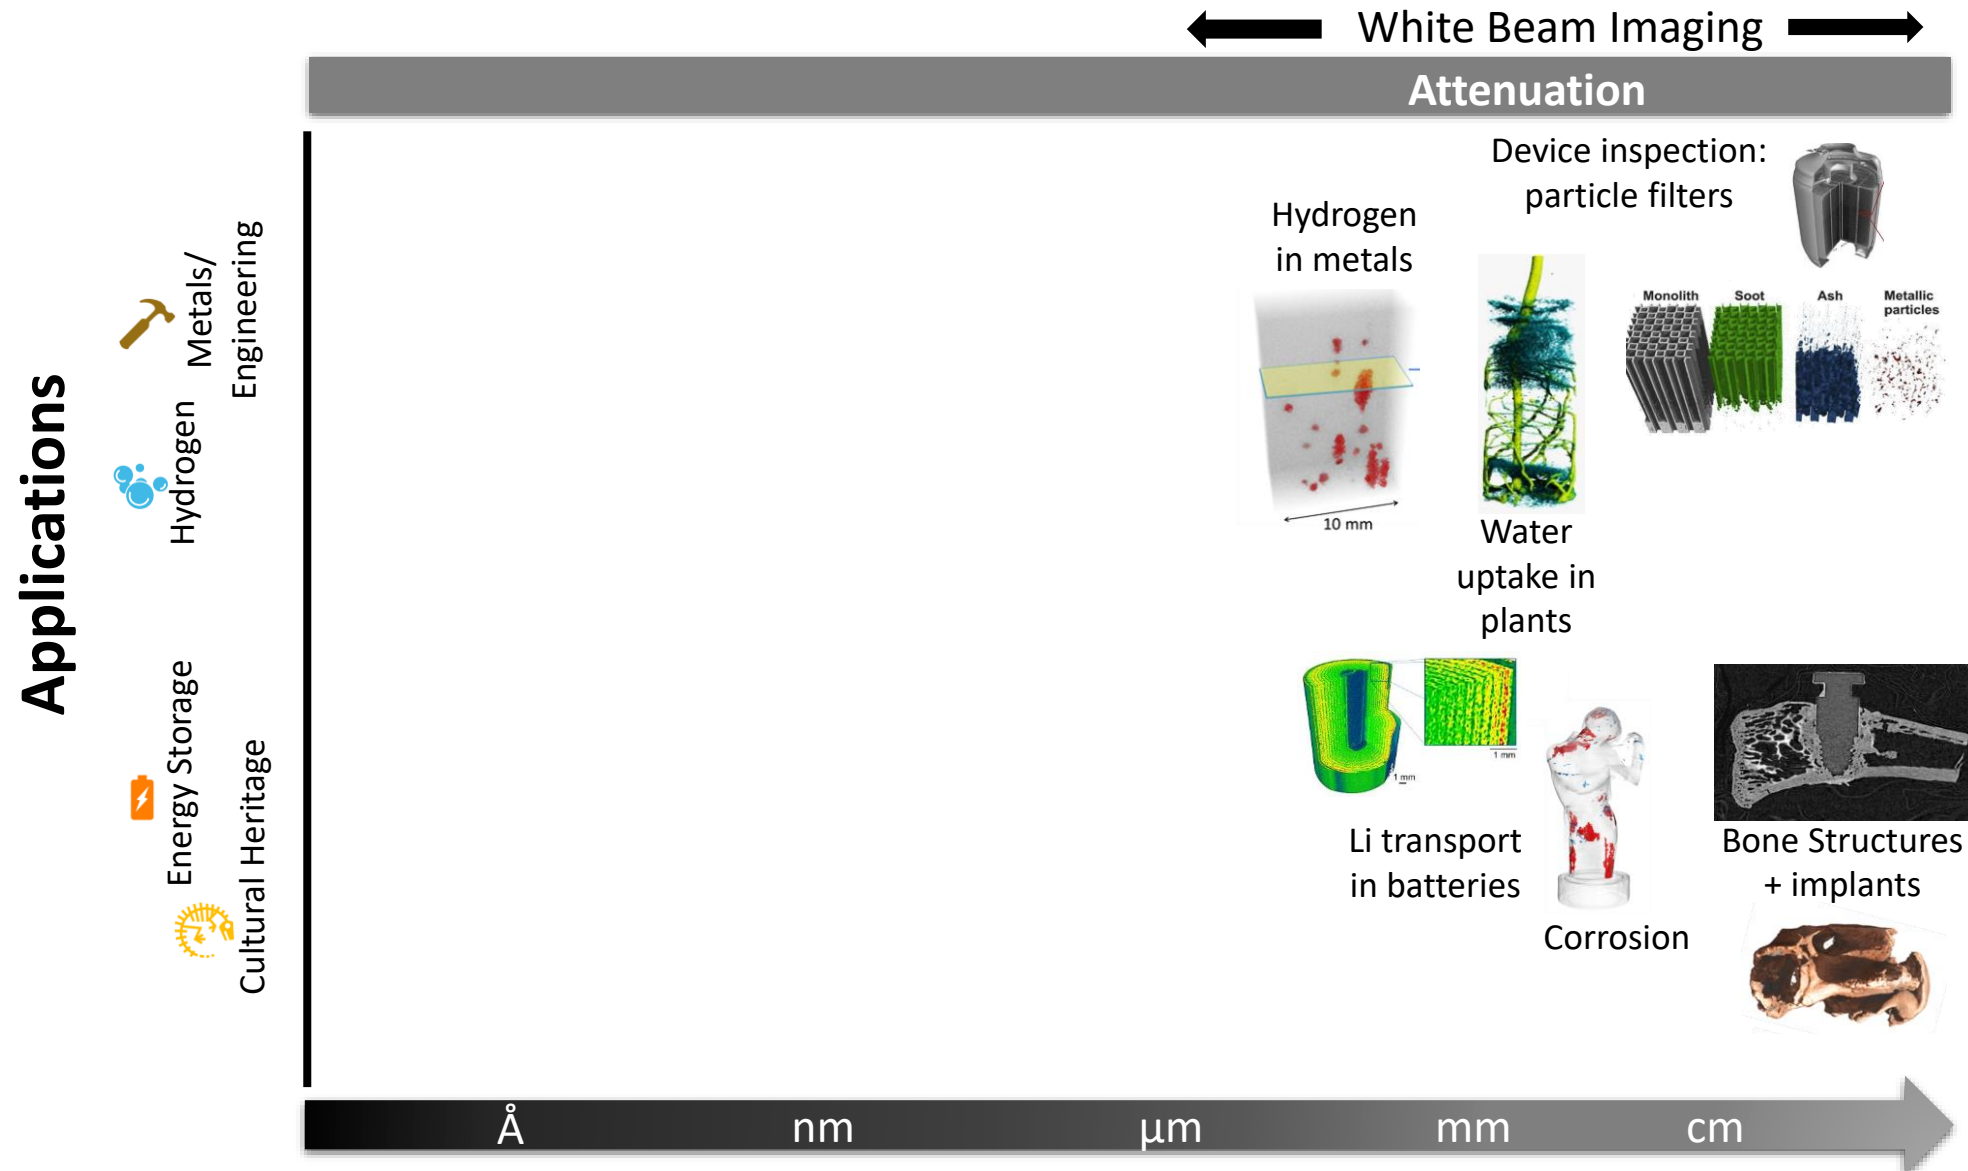 White Beam Imaging
Attenuation
Applications
Metals/
Engineering
Hydrogen
Energy Storage
Cultural Heritage
Device inspection:
particle filters
Hydrogen
in metals
10 mm
Water
uptake in
plants
Monolith
Soot
Ash
Metallic
particles
1 mm
1 mm
Li transport
in batteries
Corrosion
Bone Structures
+ implants
Å
nm
µm
mm
cm